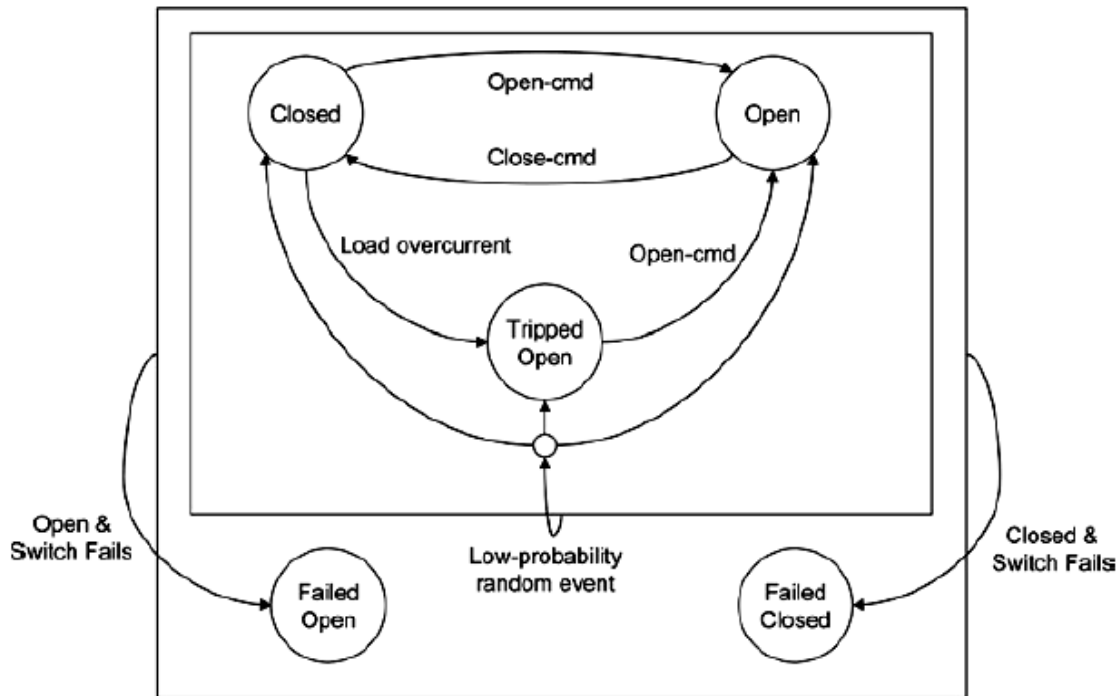 Closed
Open-cmd
Open
Close-cmd
Load overcurrent
Open-cmd
Tripped
Open
Open &
Switch Fails
Low-probability
random event
Closed &
Switch Fails
Failed
Open
Failed
Closed